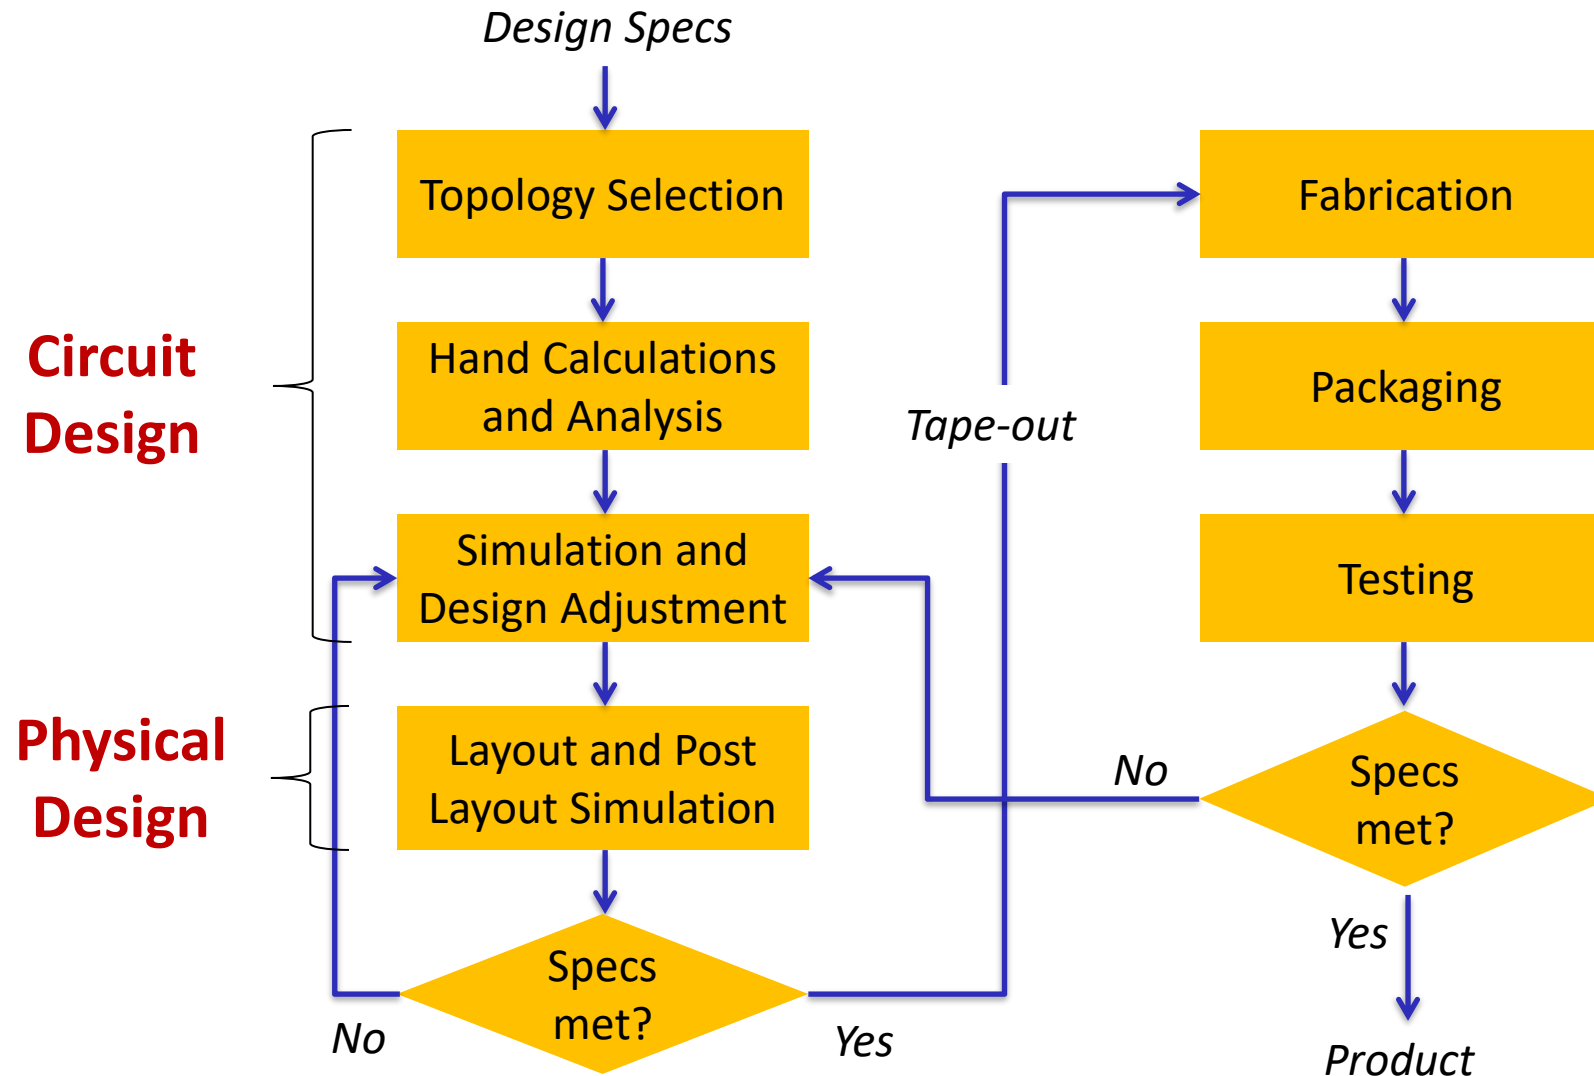 Design Specs
Topology Selection
Hand Calculations
and Analysis
Simulation and
Design Adjustment
Layout and Post
Layout Simulation
Specs
met?
No
Yes
Circuit
Design
Physical
Design
Tape-out
Fabrication
Packaging
Testing
Specs
met?
No
Yes
Product